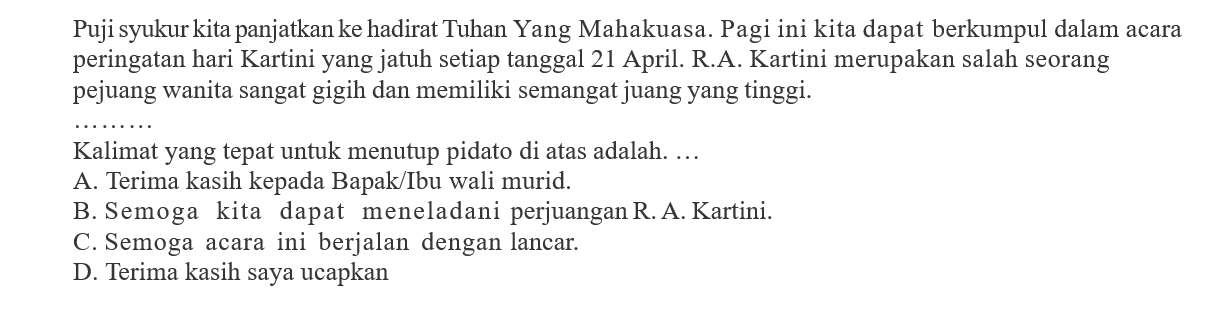 Puji syukur kita panjatkan ke hadirat Tuhan Yang Mahakuasa. Pagi ini kita dapat berkumpul dalam acara
peringatan hari Kartini yang jatuh setiap tanggal 21 April. R.A. Kartini merupakan salah seorang
pejuang wanita sangat gigih dan memiliki semangat juang yang tinggi.
………
Kalimat yang tepat untuk menutup pidato di atas adalah. …
A. Terima kasih kepada Bapak/Ibu wali murid.
B. Semoga kita dapat meneladani perjuangan R. A. Kartini.
C. Semoga acara ini berjalan dengan lancar.
D. Terima kasih saya ucapkan